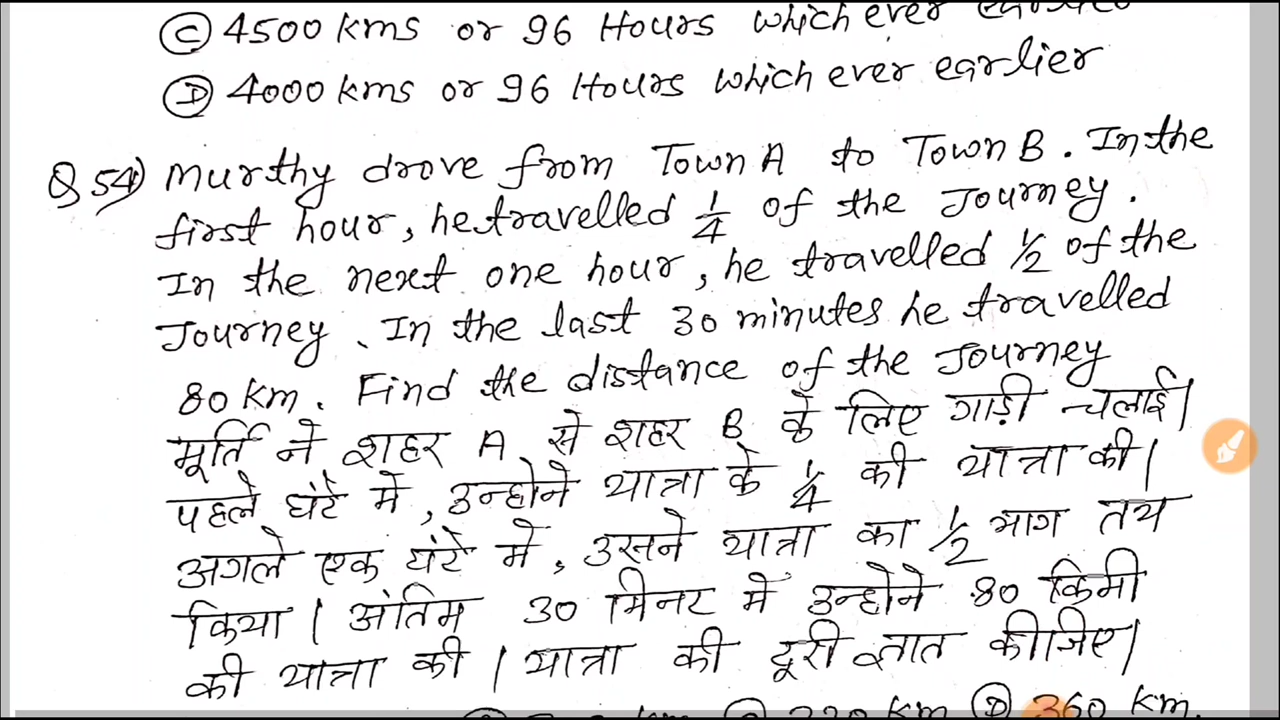 Ⓒ 4500 kms or 96 Hours which ever
Ⓓ 4000 kms or 96 Hours which ever earlier
Q 54) Murthy drove from Town A to Town B. In the
first hour, he travelled 1/4 of the Journey.
In the next one hour, he travelled 1/2 of the
Journey. In the last 30 minutes he travelled
80 km. Find the distance of the Journey
मूर्ति ने शहर A से शहर B के लिए गाड़ी चलाई।
पहले घंटे में, उन्होने यात्रा के 1/4 की यात्रा की।
अगले एक घंटे में, उसने यात्रा का 1/2 भाग तय
किया। अंतिम 30 मिनट में उन्होने 80 किमी
की यात्रा की। यात्रा की दूरी ज्ञात कीजिए।
km Ⓓ 360 km.